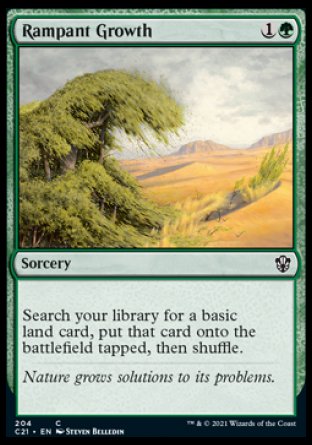 Rampant Growth 1
Sorcery
Search your library for a basic
land card, put that card onto the
battlefield tapped, then shuffle.
Nature grows solutions to its problems.
204 C
C21 • EN Steven Belledin ™ & © 2021 Wizards of the Coast